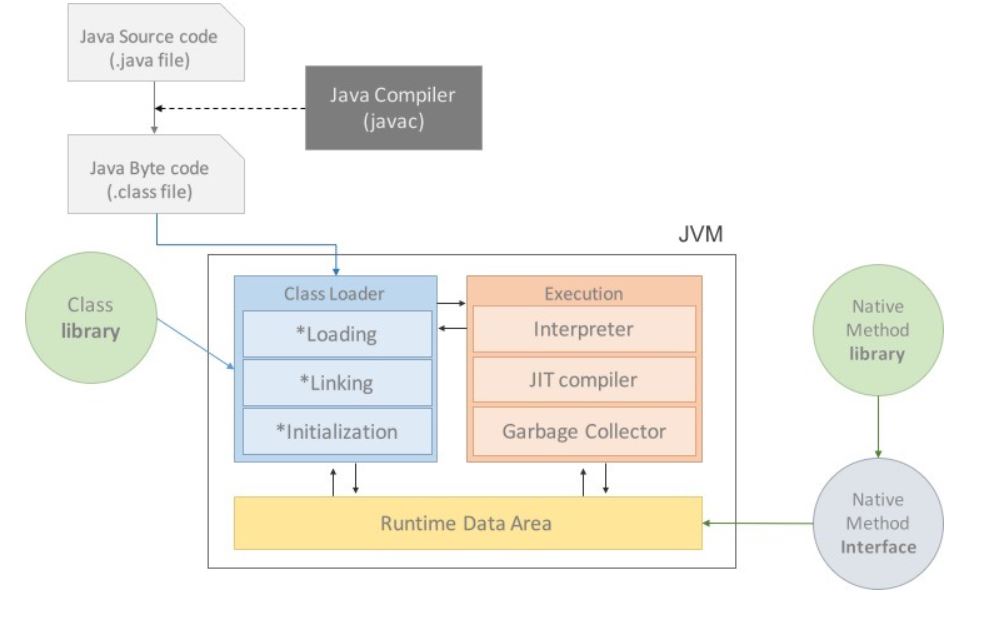 Java Source code
(.java file)
Java Compiler
(javac)
Java Byte code
(.class file)
JVM
Class
library
Class Loader
*Loading
*Linking
*Initialization
Execution
Interpreter
JIT compiler
Garbage Collector
Runtime Data Area
Native
Method
library
Native
Method
Interface